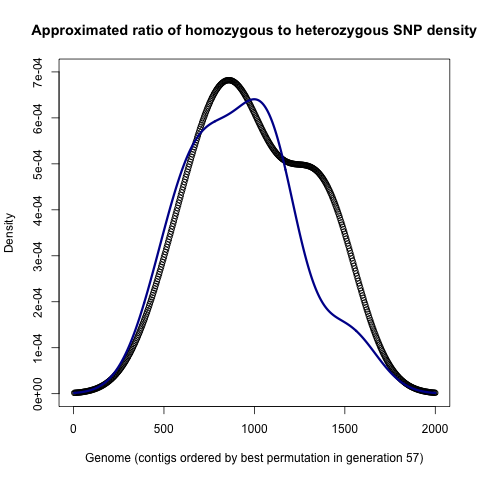 Approximated ratio of homozygous to heterozygous SNP density
7e-04
6e-04
5e-04
4e-04
3e-04
2e-04
1e-04
0e+00
Density
0 500 1000 1500 2000
Genome (contigs ordered by best permutation in generation 57)